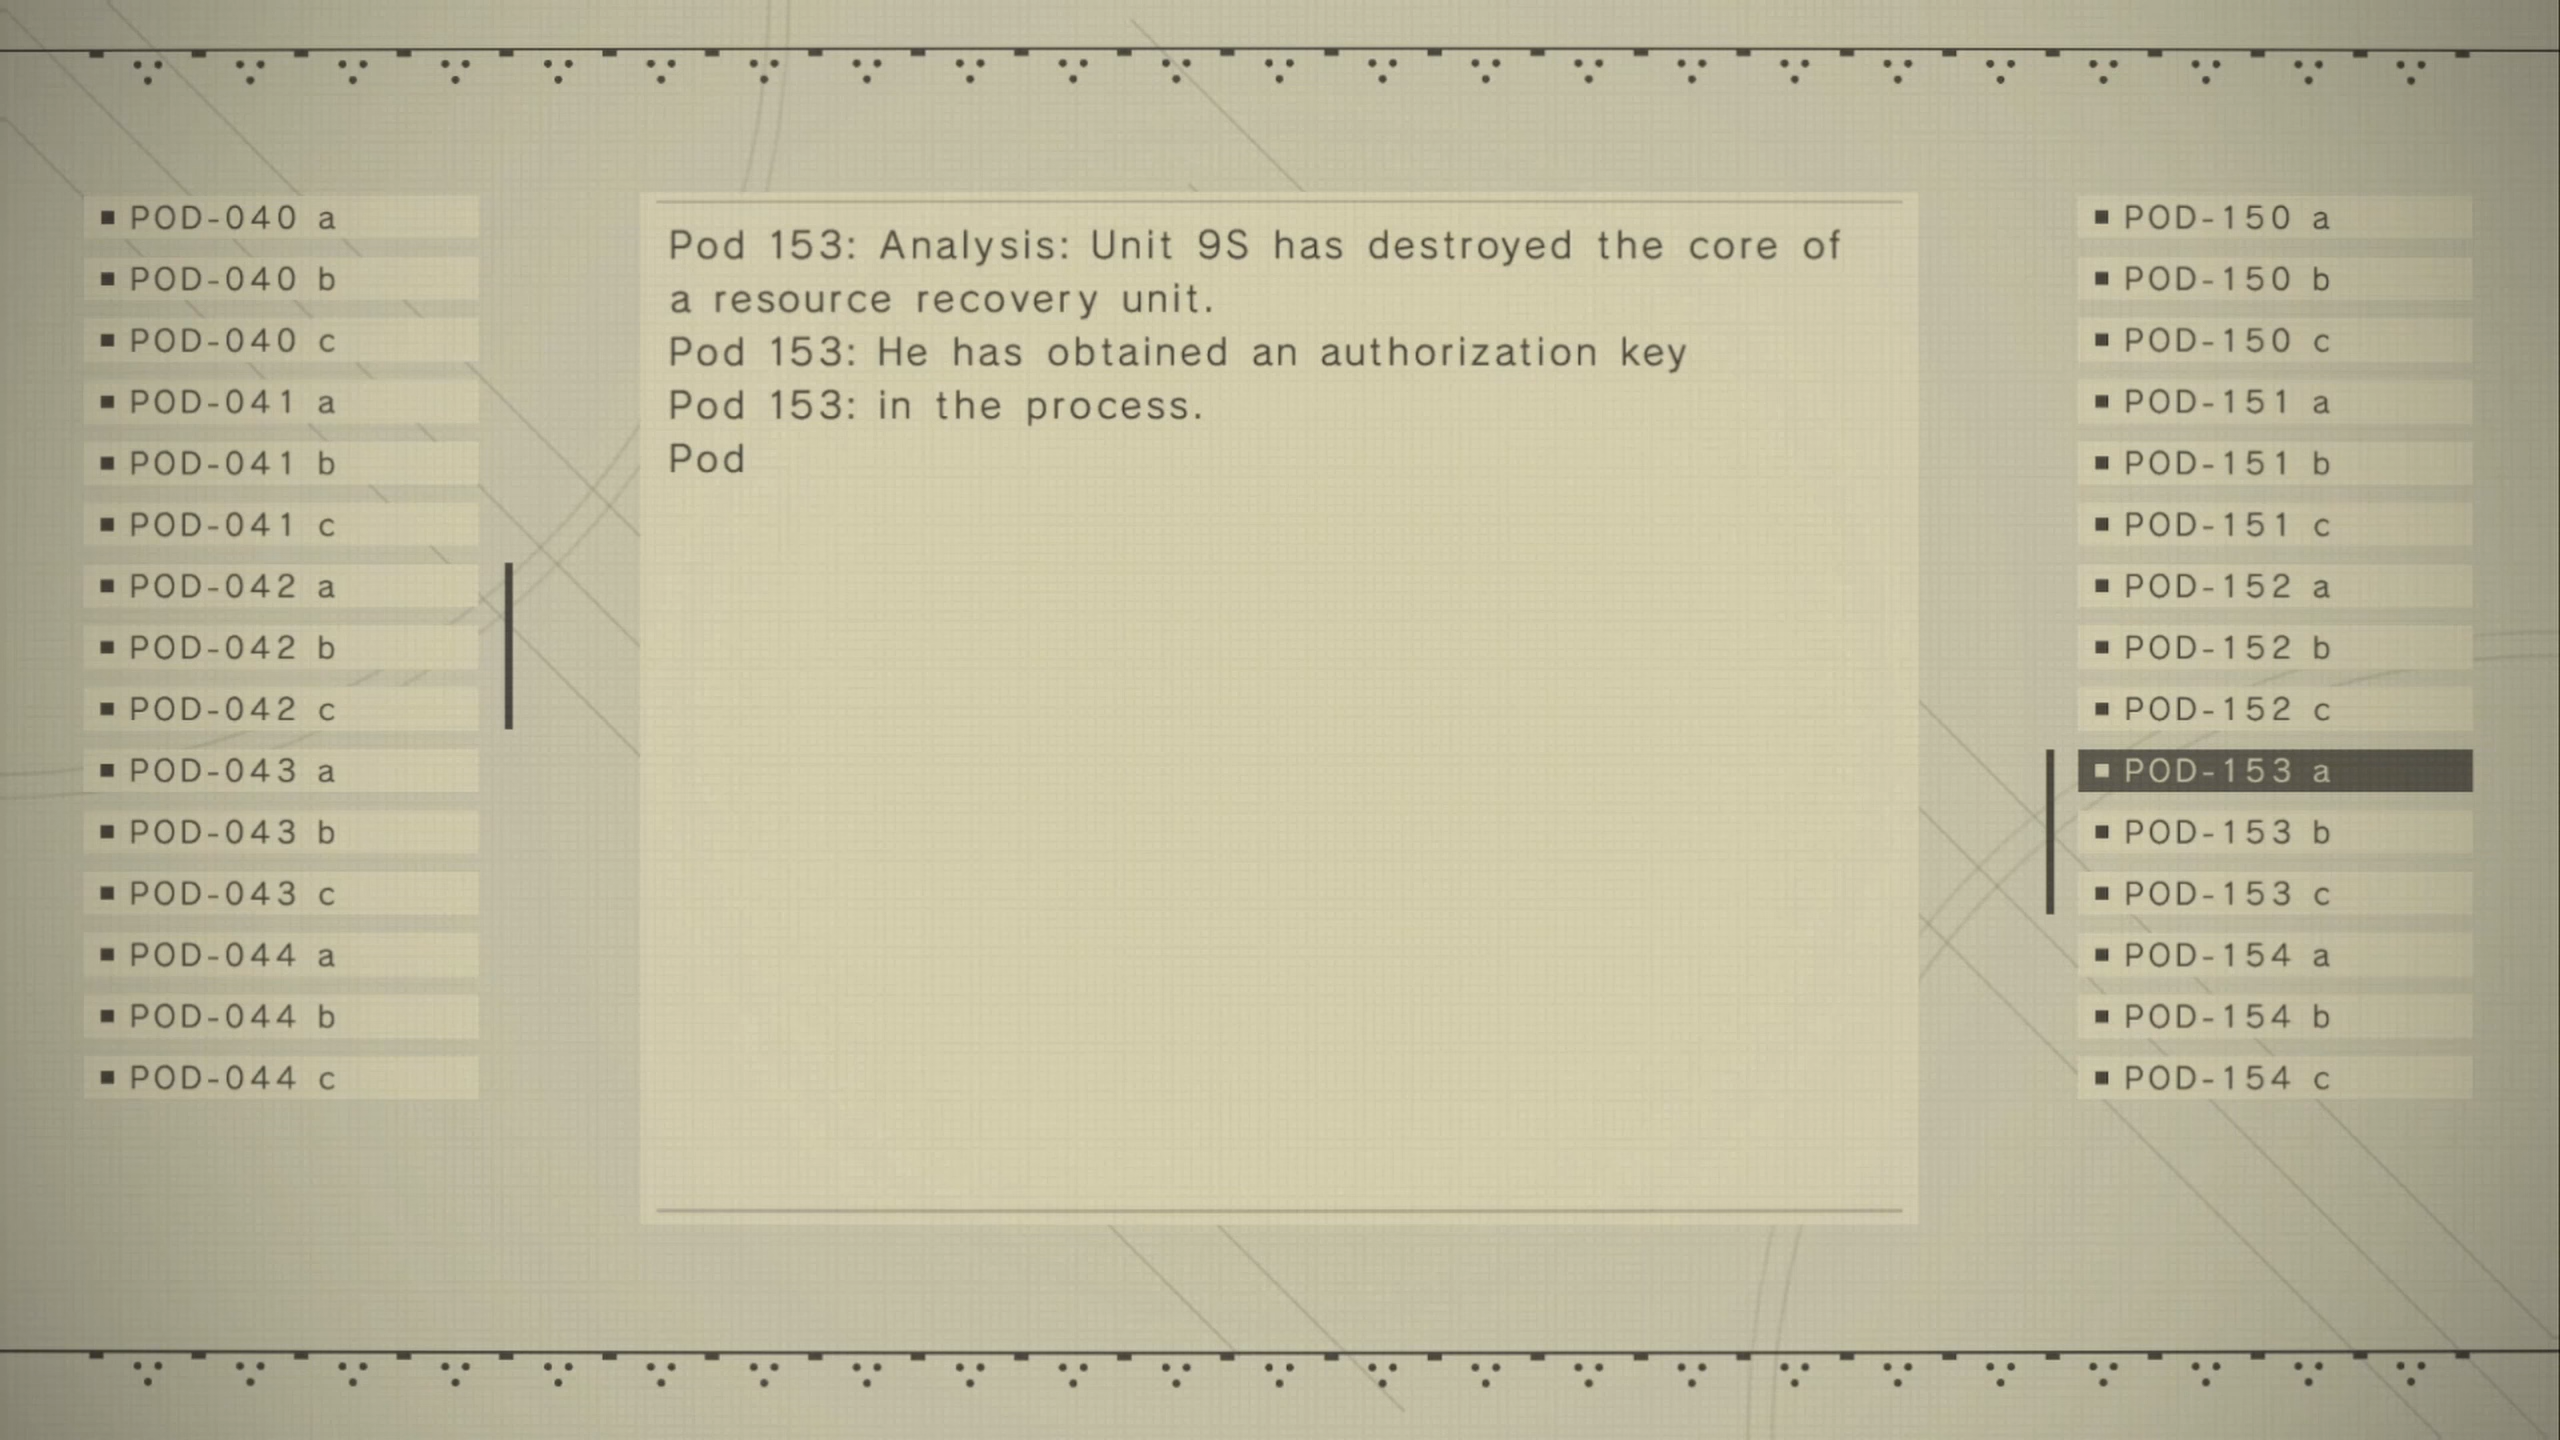 POD-040 a
POD-040 b
POD-040 c
POD-041 a
POD-041 b
POD-041 c
POD-042 a
POD-042 b
POD-042 c
POD-043 a
POD-043 b
POD-043 c
POD-044 a
POD-044 b
POD-044 c
Pod 153: Analysis: Unit 9S has destroyed the core of
a resource recovery unit.
Pod 153: He has obtained an authorization key
Pod 153: in the process.
Pod
POD-150 a
POD-150 b
POD-150 c
POD-151 a
POD-151 b
POD-151 c
POD-152 a
POD-152 b
POD-152 c
POD-153 a
POD-153 b
POD-153 c
POD-154 a
POD-154 b
POD-154 c